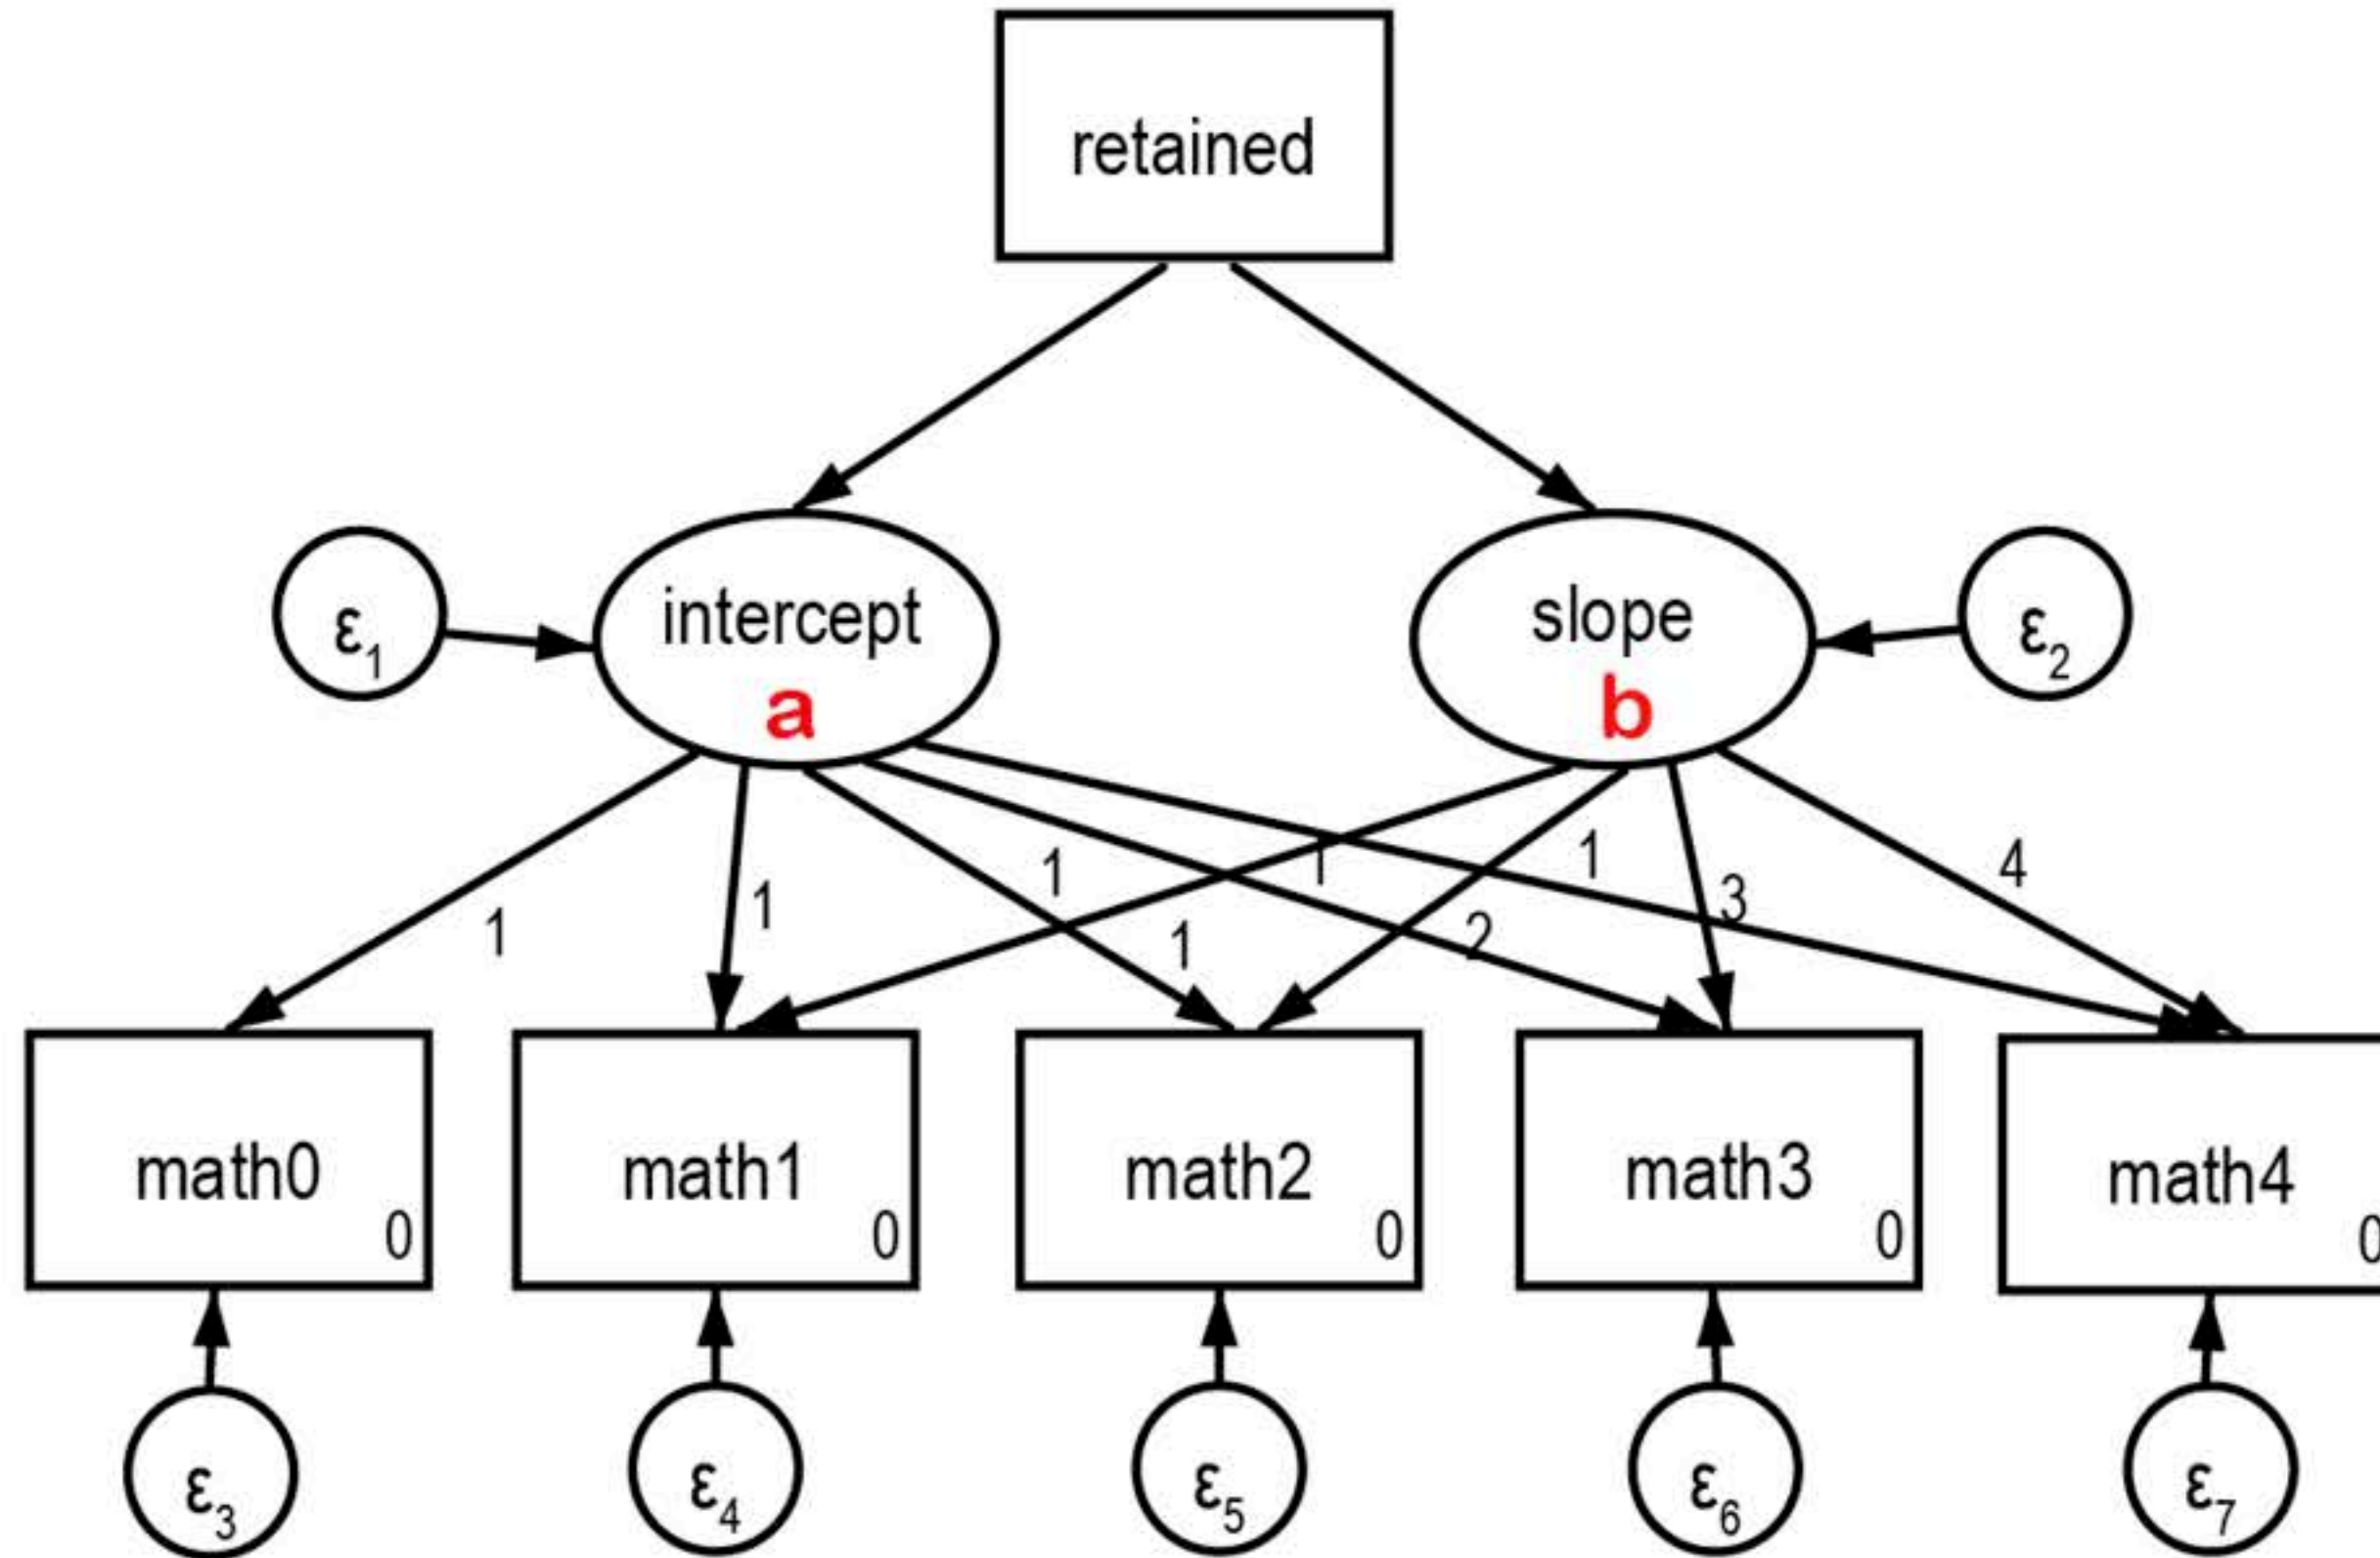 retained
ε1
intercept
a
slope
b
ε2
1
1
1
1
1
1
2
3
4
math0
0
math1
0
math2
0
math3
0
math4
0
ε3
ε4
ε5
ε6
ε7